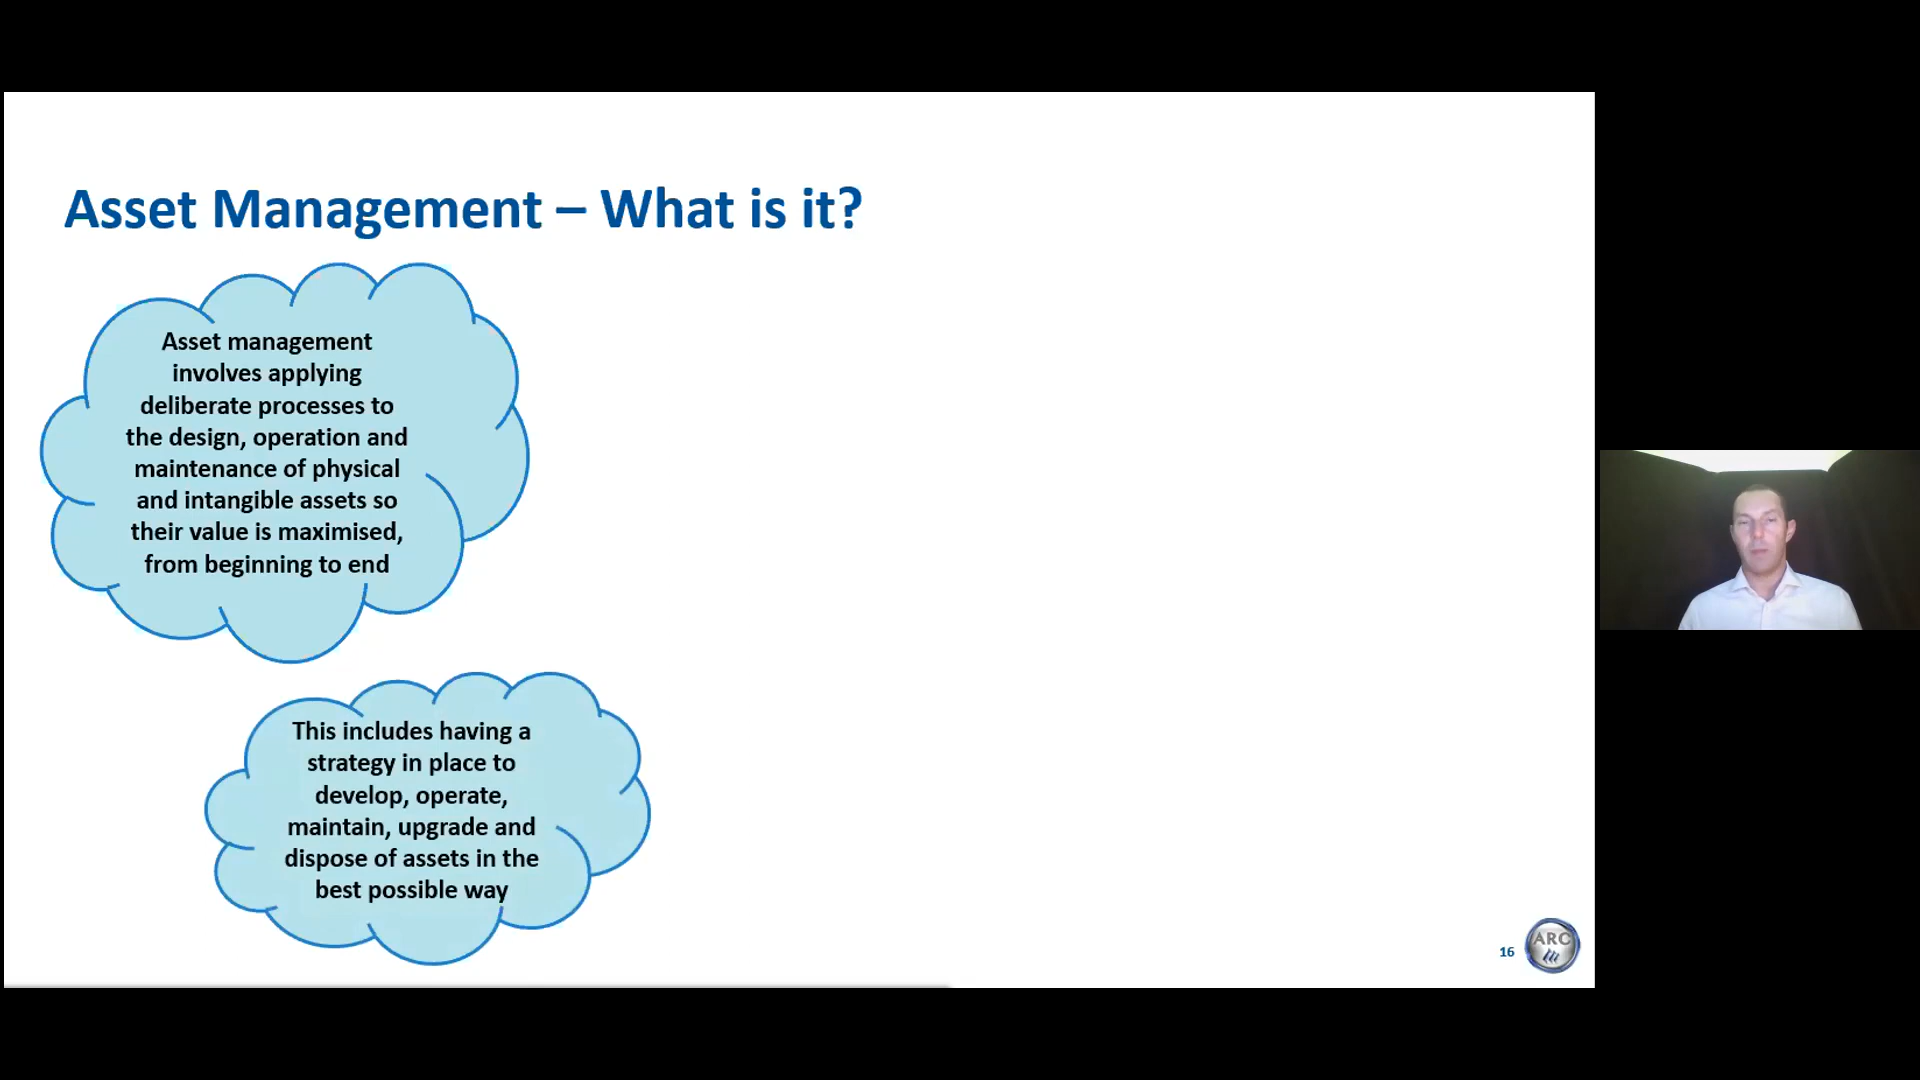 Asset Management – What is it?
Asset management
involves applying
deliberate processes to
the design, operation and
maintenance of physical
and intangible assets so
their value is maximised,
from beginning to end
This includes having a
strategy in place to
develop, operate,
maintain, upgrade and
dispose of assets in the
best possible way
16
ARC